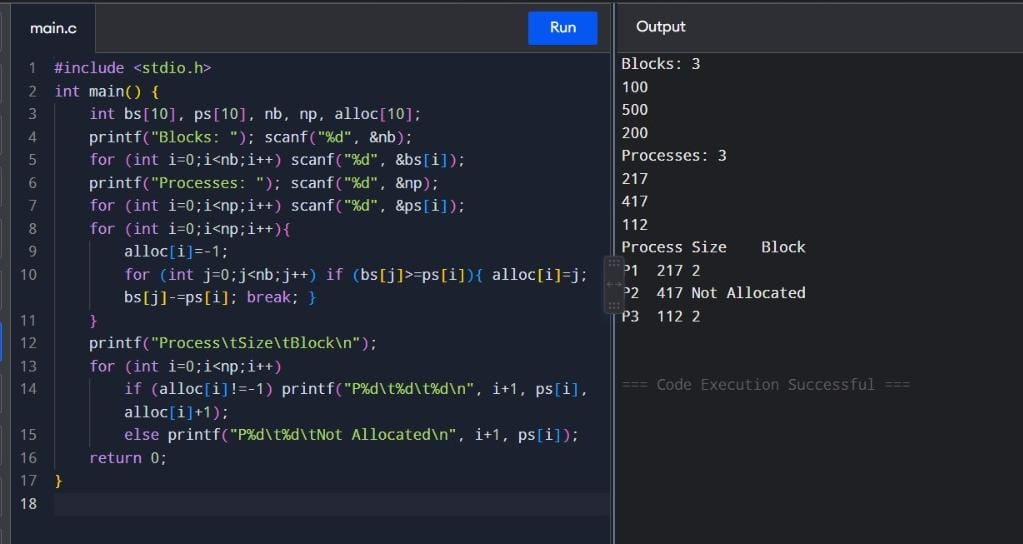 main.c
Run
1 #include <stdio.h>
2 int main() {
3 int bs[10], ps[10], nb, np, alloc[10];
4 printf("Blocks: "); scanf("%d", &nb);
5 for (int i=0;i<nb;i++) scanf("%d", &bs[i]);
6 printf("Processes: "); scanf("%d", &np);
7 for (int i=0;i<np;i++) scanf("%d", &ps[i]);
8 for (int i=0;i<np;i++){
9 alloc[i]=-1;
10 for (int j=0;j<nb;j++) if (bs[j]>=ps[i]){ alloc[i]=j;
bs[j]-=ps[i]; break; }
11 }
12 printf("Process\tSize\tBlock\n");
13 for (int i=0;i<np;i++)
14 if (alloc[i]!=-1) printf("P%d\t%d\t%d\n", i+1, ps[i],
alloc[i]+1);
15 else printf("P%d\t%d\tNot Allocated\n", i+1, ps[i]);
16 return 0;
17 }
18
Output
Blocks: 3
100
500
200
Processes: 3
217
417
112
Process Size Block
P1 217 2
P2 417 Not Allocated
P3 112 2
=== Code Execution Successful ===